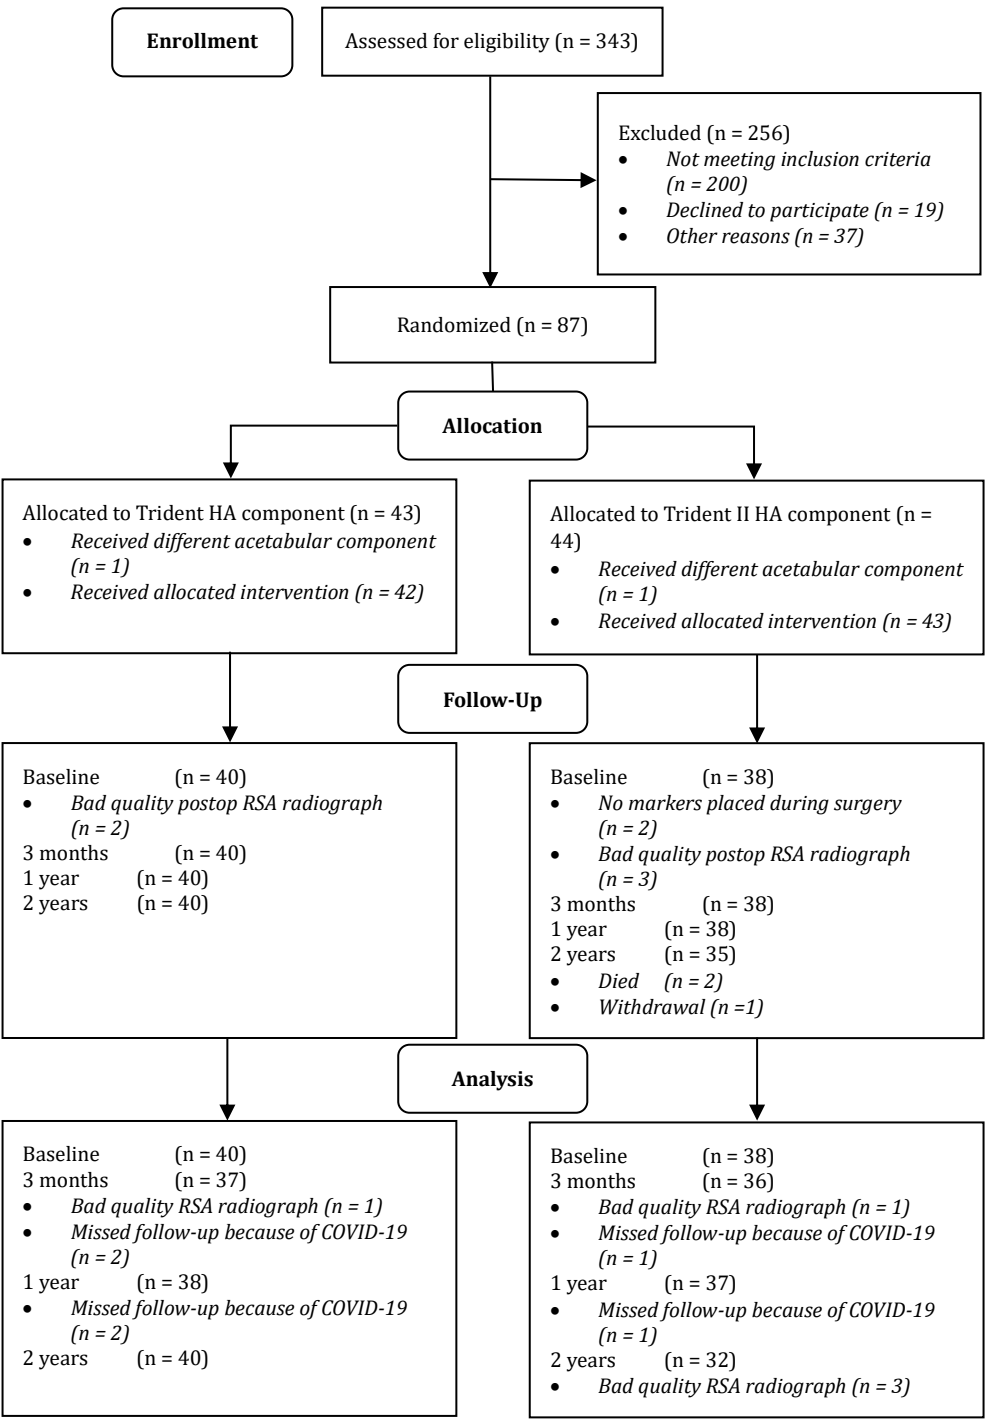 Enrollment
Assessed for eligibility (n = 343)
Excluded (n = 256)
• Not meeting inclusion criteria
(n = 200)
• Declined to participate (n = 19)
• Other reasons (n = 37)
Randomized (n = 87)
Allocation
Allocated to Trident HA component (n = 43)
• Received different acetabular component
(n = 1)
• Received allocated intervention (n = 42)
Allocated to Trident II HA component (n =
44)
• Received different acetabular component
(n = 1)
• Received allocated intervention (n = 43)
Follow-Up
Baseline (n = 40)
• Bad quality postop RSA radiograph
(n = 2)
3 months (n = 40)
1 year (n = 40)
2 years (n = 40)
Baseline (n = 38)
• No markers placed during surgery
(n = 2)
• Bad quality postop RSA radiograph
(n = 3)
3 months (n = 38)
1 year (n = 38)
2 years (n = 35)
• Died (n = 2)
• Withdrawal (n =1)
Analysis
Baseline (n = 40)
3 months (n = 37)
• Bad quality RSA radiograph (n = 1)
• Missed follow-up because of COVID-19
(n = 2)
1 year (n = 38)
• Missed follow-up because of COVID-19
(n = 2)
2 years (n = 40)
Baseline (n = 38)
3 months (n = 36)
• Bad quality RSA radiograph (n = 1)
• Missed follow-up because of COVID-19
(n = 1)
1 year (n = 37)
• Missed follow-up because of COVID-19
(n = 1)
2 years (n = 32)
• Bad quality RSA radiograph (n = 3)